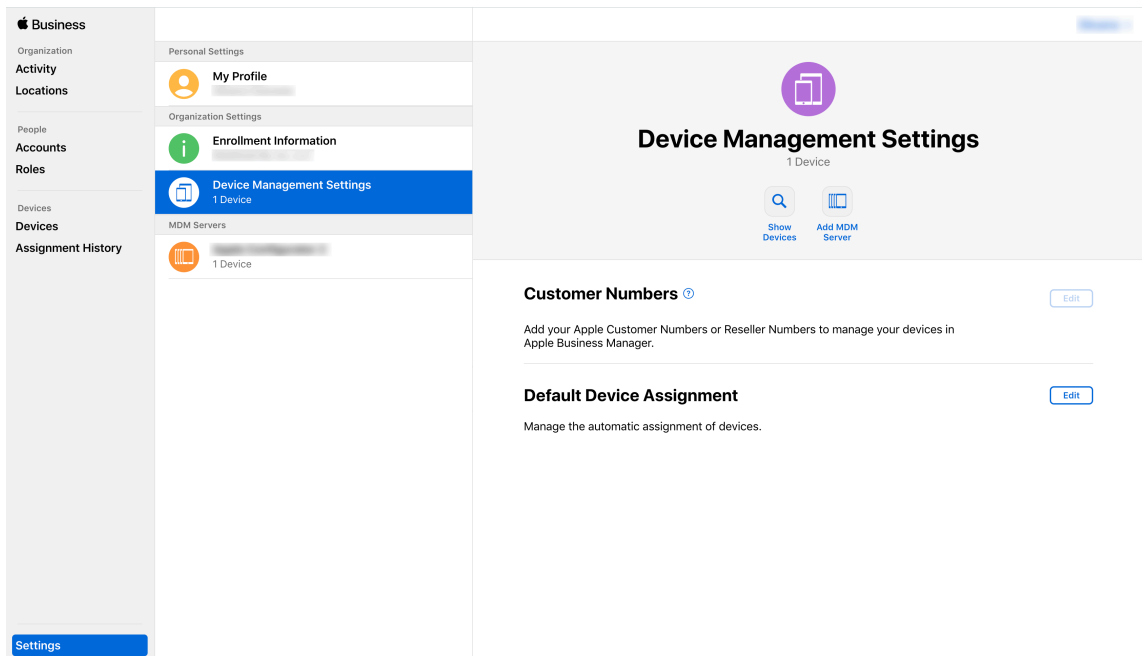 Business
Organization
Activity
Locations
People
Accounts
Roles
Devices
Devices
Assignment History
Settings
Personal Settings
My Profile
Organization Settings
Enrollment Information
Device Management Settings
1 Device
MDM Servers
1 Device
Device Management Settings
1 Device
Show
Devices
Add MDM
Server
Customer Numbers ?
Edit
Add your Apple Customer Numbers or Reseller Numbers to manage your devices in
Apple Business Manager.
Default Device Assignment
Edit
Manage the automatic assignment of devices.